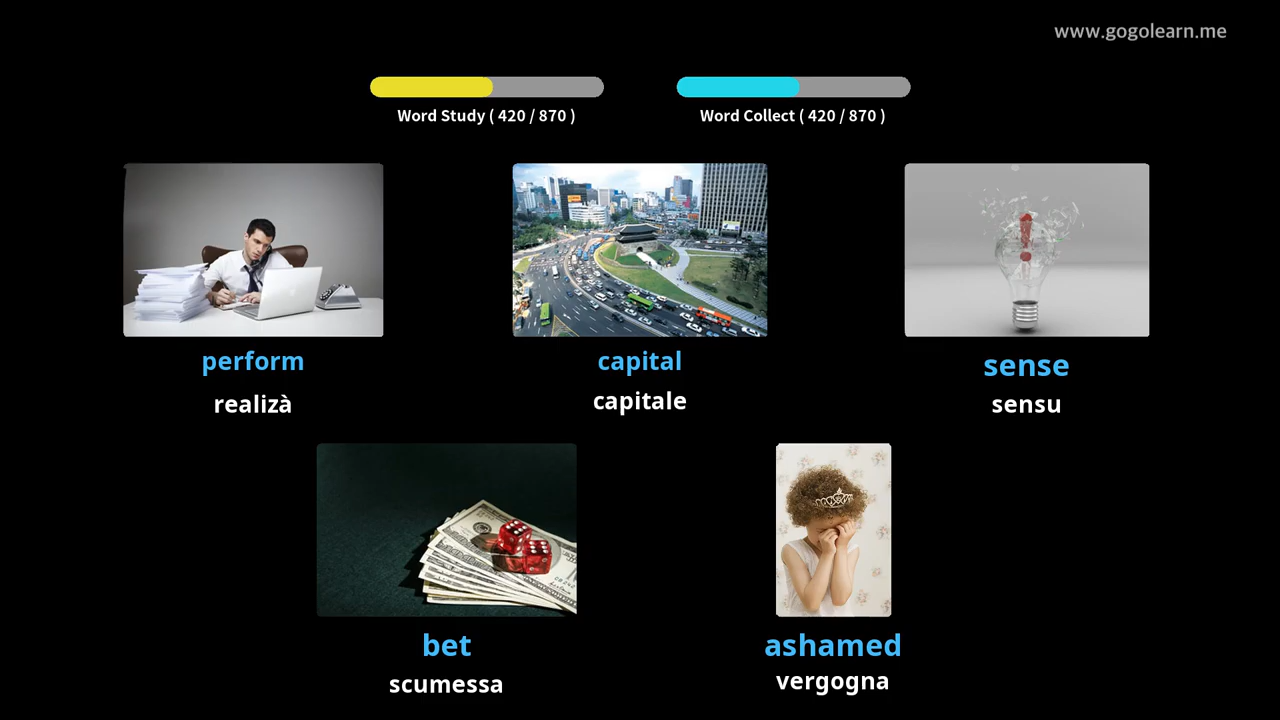 www.gogolearn.me
Word Study ( 420 / 870 )
Word Collect ( 420 / 870 )
perform
realizà
capital
capitale
sense
sensu
bet
scumessa
ashamed
vergogna